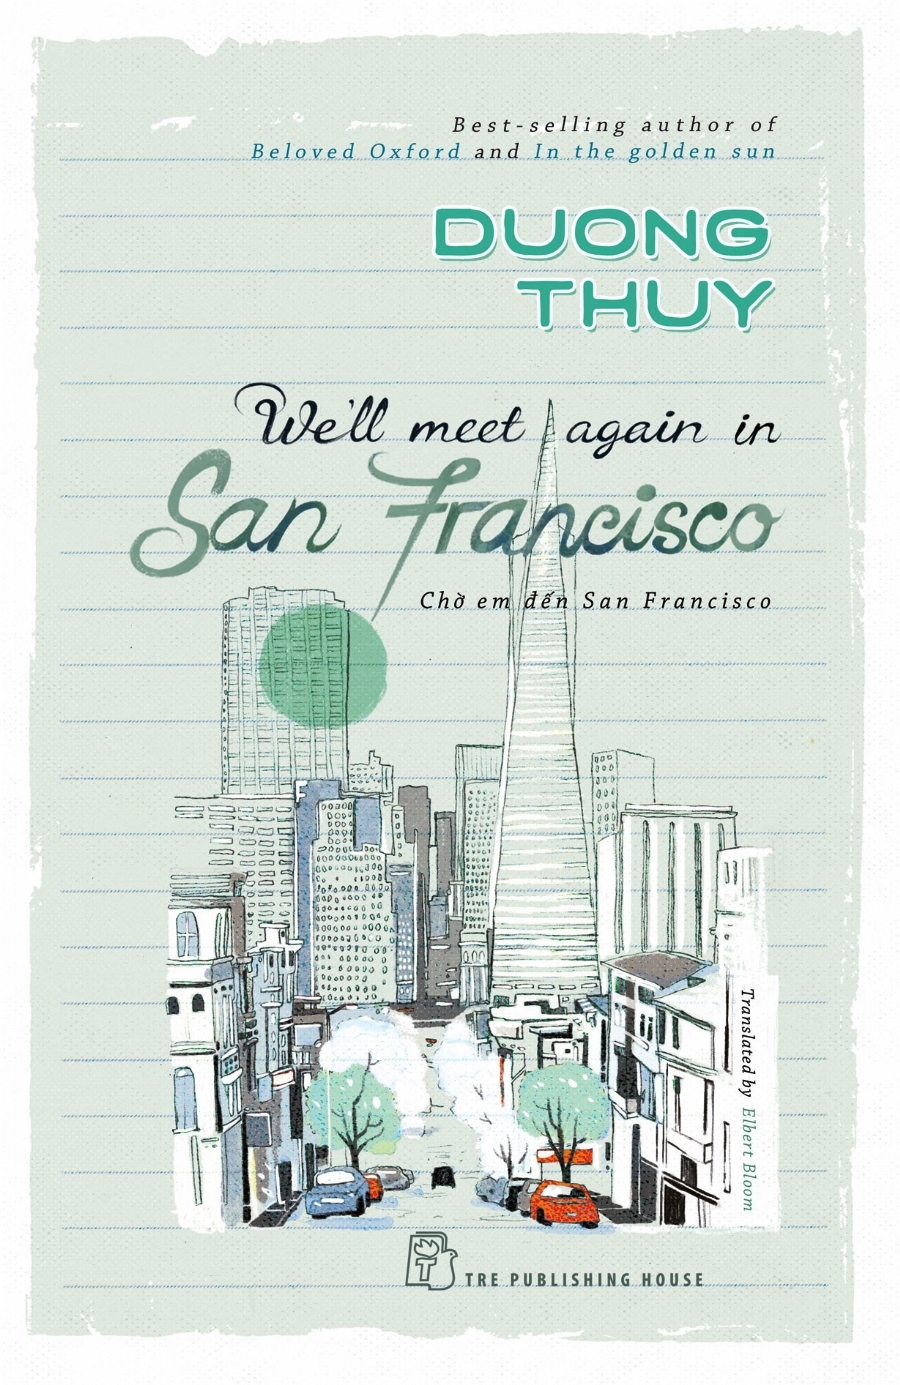 Best-selling author of
Beloved Oxford and In the golden sun
DUONG
THUY
We'll meet again in
San Francisco
Chờ em đến San Francisco
Translated by Elbert Bloom
T
TRE PUBLISHING HOUSE